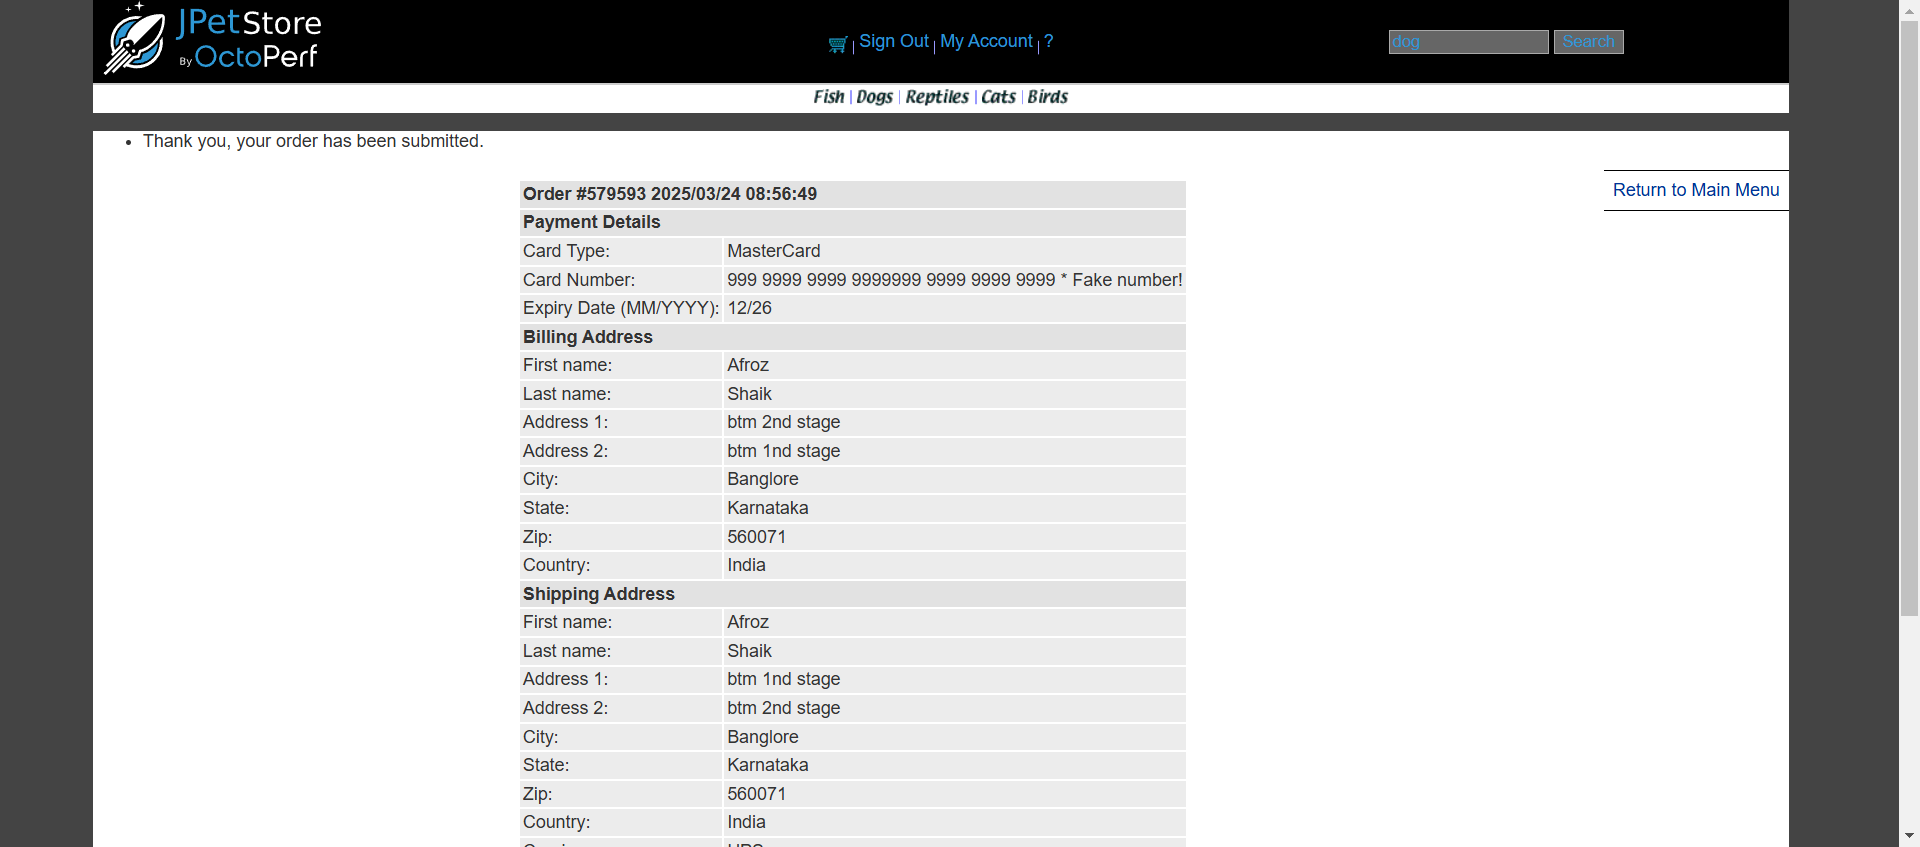 JPetStore
By OctoPerf
| Sign Out | My Account | ?
dog Search
Fish | Dogs | Reptiles | Cats | Birds
• Thank you, your order has been submitted.
Return to Main Menu
Order #579593 2025/03/24 08:56:49
Payment Details
Card Type: MasterCard
Card Number: 999 9999 9999 9999999 9999 9999 9999 * Fake number!
Expiry Date (MM/YYYY): 12/26
Billing Address
First name: Afroz
Last name: Shaik
Address 1: btm 2nd stage
Address 2: btm 1nd stage
City: Banglore
State: Karnataka
Zip: 560071
Country: India
Shipping Address
First name: Afroz
Last name: Shaik
Address 1: btm 1nd stage
Address 2: btm 2nd stage
City: Banglore
State: Karnataka
Zip: 560071
Country: India